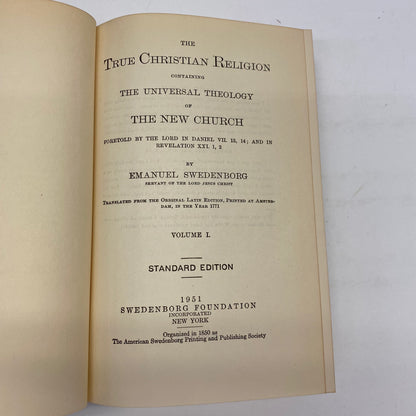 THE
TRUE CHRISTIAN RELIGION
CONTAINING
THE UNIVERSAL THEOLOGY
OF
THE NEW CHURCH
FORETOLD BY THE LORD IN DANIEL VII. 13, 14; AND IN
REVELATION XXI. 1, 2
BY
EMANUEL SWEDENBORG
SERVANT OF THE LORD JESUS CHRIST
TRANSLATED FROM THE ORIGINAL LATIN EDITION, PRINTED AT AMSTER-
DAM, IN THE YEAR 1771
VOLUME I.
STANDARD EDITION
1951
SWEDENBORG FOUNDATION
INCORPORATED
NEW YORK
Organized in 1850 as
The American Swedenborg Printing and Publishing Society